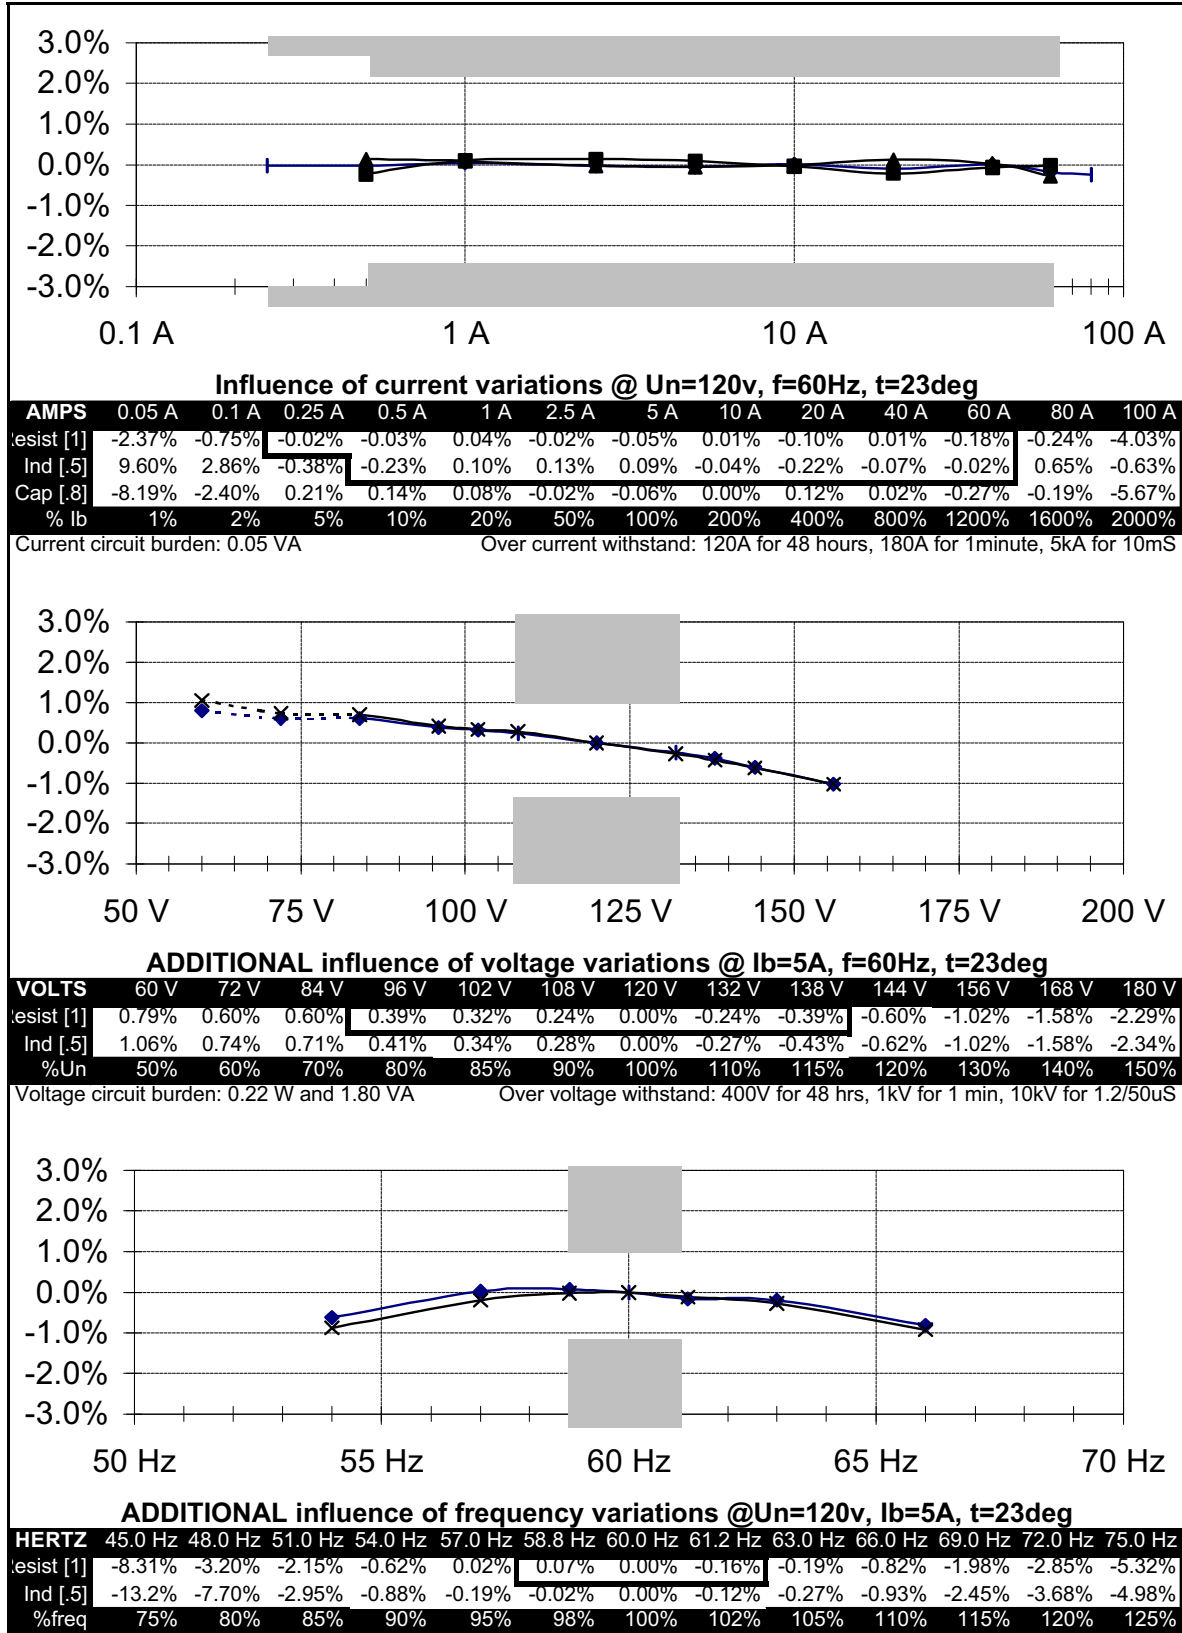 3.0%
2.0%
1.0%
0.0%
-1.0%
-2.0%
-3.0%
0.1 A 1 A 10 A 100 A
Influence of current variations @ Un=120v, f=60Hz, t=23deg
AMPS 0.05 A 0.1 A 0.25 A 0.5 A 1 A 2.5 A 5 A 10 A 20 A 40 A 60 A 80 A 100 A
Resist [1] -2.37% -0.75% -0.02% -0.03% 0.04% -0.02% -0.05% 0.01% -0.10% 0.01% -0.18% -0.24% -4.03%
Ind [.5] 9.60% 2.86% -0.38% -0.23% 0.10% 0.13% 0.09% -0.04% -0.22% -0.07% -0.02% 0.65% -0.63%
Cap [.8] -8.19% -2.40% 0.21% 0.14% 0.08% -0.02% -0.06% 0.00% 0.12% 0.02% -0.27% -0.19% -5.67%
% Ib 1% 2% 5% 10% 20% 50% 100% 200% 400% 800% 1200% 1600% 2000%
Current circuit burden: 0.05 VA Over current withstand: 120A for 48 hours, 180A for 1minute, 5kA for 10mS
3.0%
2.0%
1.0%
0.0%
-1.0%
-2.0%
-3.0%
50 V 75 V 100 V 125 V 150 V 175 V 200 V
ADDITIONAL influence of voltage variations @ Ib=5A, f=60Hz, t=23deg
VOLTS 60 V 72 V 84 V 96 V 102 V 108 V 120 V 132 V 138 V 144 V 156 V 168 V 180 V
Resist [1] 0.79% 0.60% 0.60% 0.39% 0.32% 0.24% 0.00% -0.24% -0.39% -0.60% -1.02% -1.58% -2.29%
Ind [.5] 1.06% 0.74% 0.71% 0.41% 0.34% 0.28% 0.00% -0.27% -0.43% -0.62% -1.02% -1.58% -2.34%
%Un 50% 60% 70% 80% 85% 90% 100% 110% 115% 120% 130% 140% 150%
Voltage circuit burden: 0.22 W and 1.80 VA Over voltage withstand: 400V for 48 hrs, 1kV for 1 min, 10kV for 1.2/50uS
3.0%
2.0%
1.0%
0.0%
-1.0%
-2.0%
-3.0%
50 Hz 55 Hz 60 Hz 65 Hz 70 Hz
ADDITIONAL influence of frequency variations @Un=120v, Ib=5A, t=23deg
HERTZ 45.0 Hz 48.0 Hz 51.0 Hz 54.0 Hz 57.0 Hz 58.8 Hz 60.0 Hz 61.2 Hz 63.0 Hz 66.0 Hz 69.0 Hz 72.0 Hz 75.0 Hz
Resist [1] -8.31% -3.20% -2.15% -0.62% 0.02% 0.07% 0.00% -0.16% -0.19% -0.82% -1.98% -2.85% -5.32%
Ind [.5] -13.2% -7.70% -2.95% -0.88% -0.19% -0.02% 0.00% -0.12% -0.27% -0.93% -2.45% -3.68% -4.98%
%freq 75% 80% 85% 90% 95% 98% 100% 102% 105% 110% 115% 120% 125%